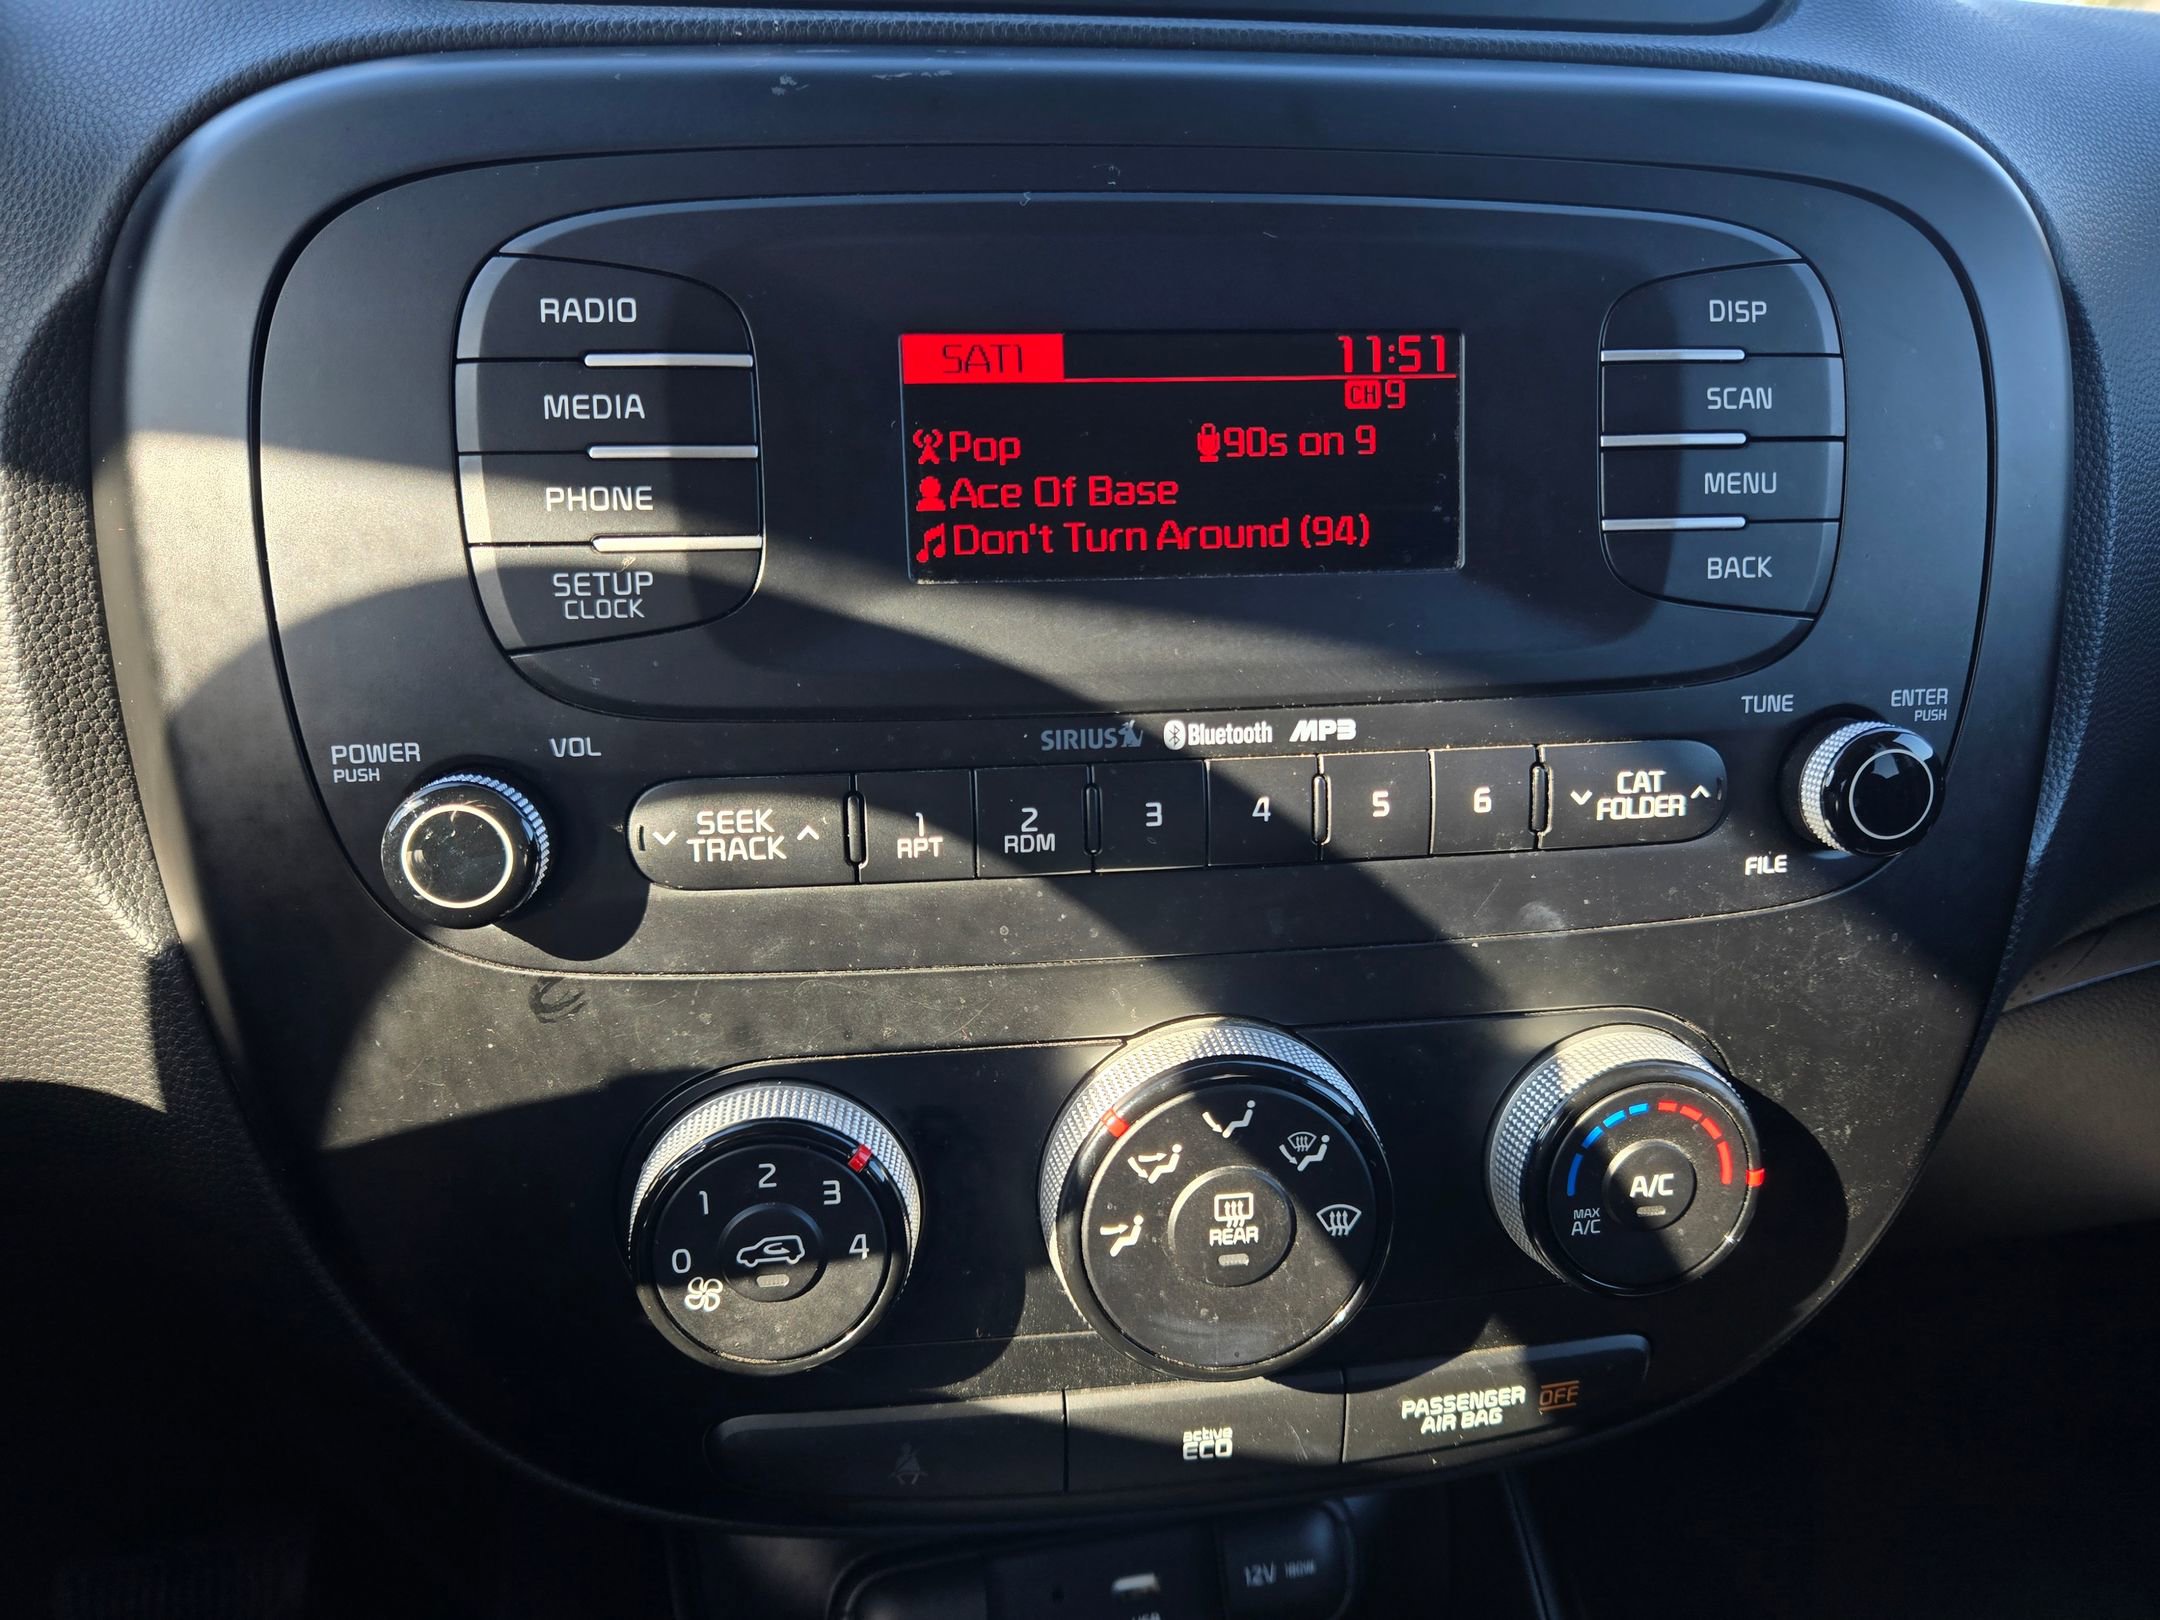 RADIO
MEDIA
PHONE
SETUP
CLOCK
SAT1 11:51
CH 9
Pop 90s on 9
Ace Of Base
Don't Turn Around (94)
DISP
SCAN
MENU
BACK
POWER
PUSH
VOL
SIRIUS Bluetooth MP3
TUNE
ENTER
PUSH
SEEK
TRACK
1
RPT
2
RDM
3
4
5
6
CAT
FOLDER
FILE
0 1 2 3 4
REAR
A/C
MAX
A/C
active
ECO
PASSENGER
AIR BAG
OFF
12V 180W